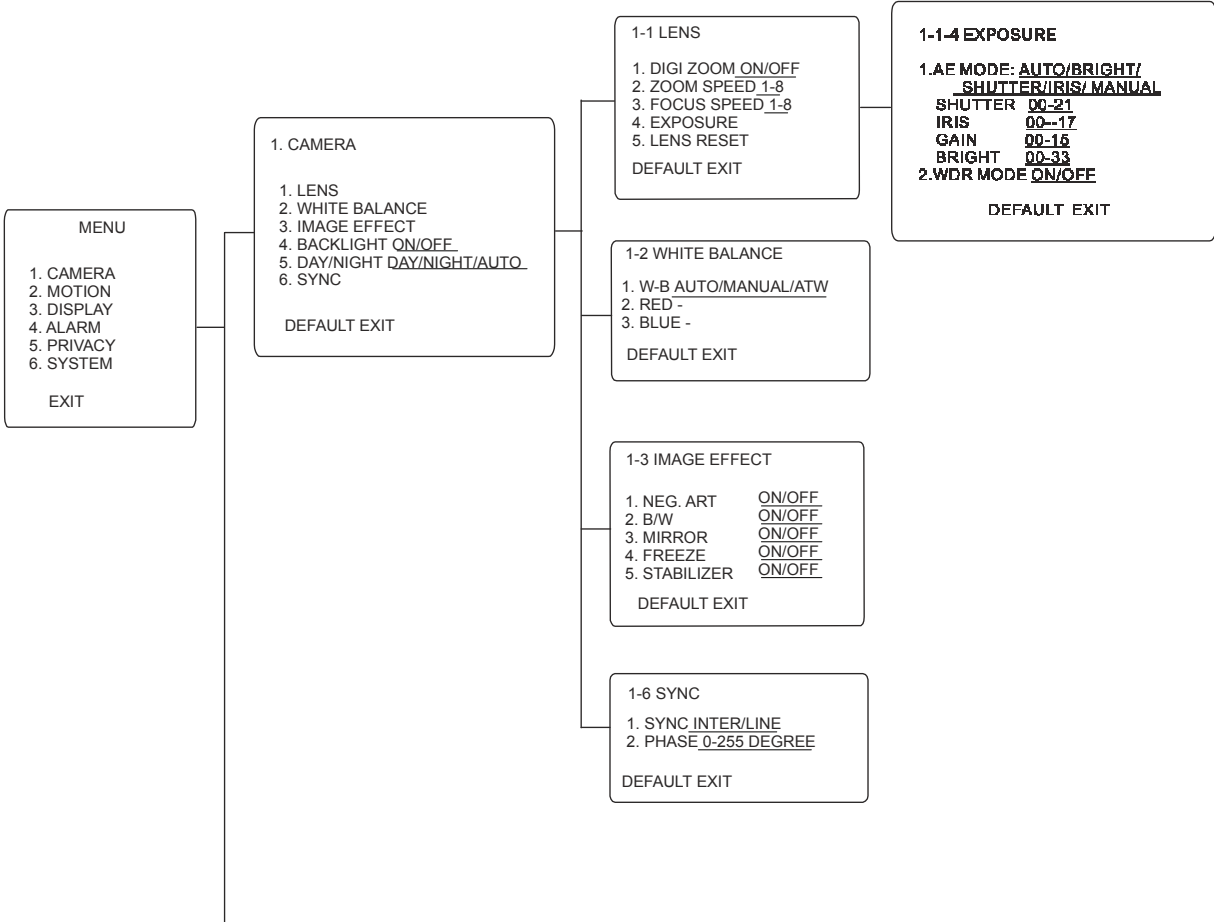 MENU
1. CAMERA
2. MOTION
3. DISPLAY
4. ALARM
5. PRIVACY
6. SYSTEM
EXIT
1. CAMERA
1. LENS
2. WHITE BALANCE
3. IMAGE EFFECT
4. BACKLIGHT ON/OFF
5. DAY/NIGHT DAY/NIGHT/AUTO
6. SYNC
DEFAULT EXIT
1-1 LENS
1. DIGI ZOOM ON/OFF
2. ZOOM SPEED 1-8
3. FOCUS SPEED 1-8
4. EXPOSURE
5. LENS RESET
DEFAULT EXIT
1-1-4 EXPOSURE
1.AE MODE: AUTO/BRIGHT/
SHUTTER/IRIS/ MANUAL
SHUTTER 00-21
IRIS 00--17
GAIN 00-15
BRIGHT 00-33
2.WDR MODE ON/OFF
DEFAULT EXIT
1-2 WHITE BALANCE
1. W-B AUTO/MANUAL/ATW
2. RED -
3. BLUE -
DEFAULT EXIT
1-3 IMAGE EFFECT
1. NEG. ART ON/OFF
2. B/W ON/OFF
3. MIRROR ON/OFF
4. FREEZE ON/OFF
5. STABILIZER ON/OFF
DEFAULT EXIT
1-6 SYNC
1. SYNC INTER/LINE
2. PHASE 0-255 DEGREE
DEFAULT EXIT